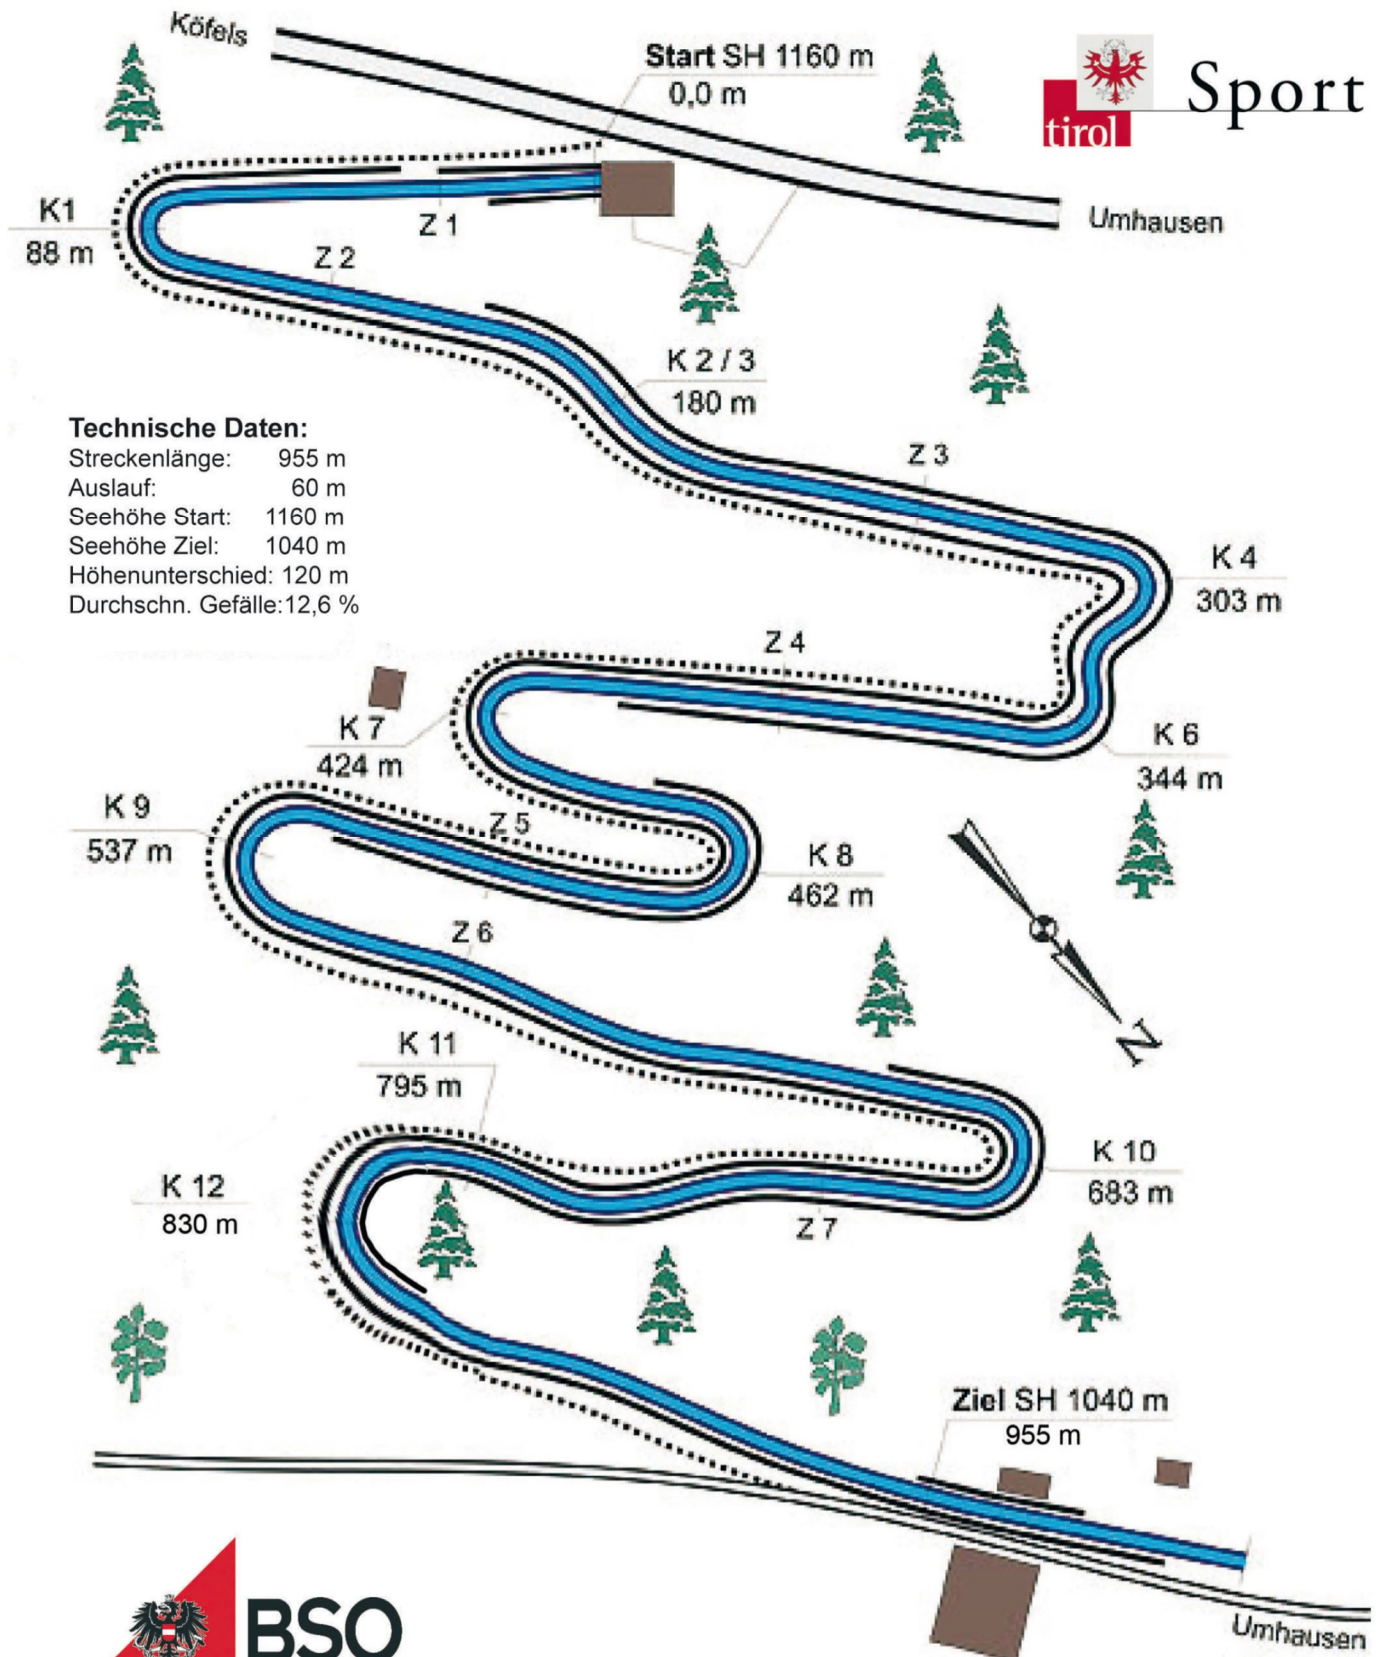 Köfels
Start SH 1160 m
0,0 m
tirol
Sport
Umhausen
K1
88 m
Z 1
Z 2
K 2 / 3
180 m
Technische Daten:
Streckenlänge: 955 m
Auslauf: 60 m
Seehöhe Start: 1160 m
Seehöhe Ziel: 1040 m
Höhenunterschied: 120 m
Durchschn. Gefälle:12,6 %
Z 3
K 4
303 m
Z 4
K 7
424 m
K 6
344 m
K 9
537 m
Z 5
K 8
462 m
Z 6
N
K 11
795 m
K 10
683 m
K 12
830 m
Z 7
Ziel SH 1040 m
955 m
BSO
Umhausen